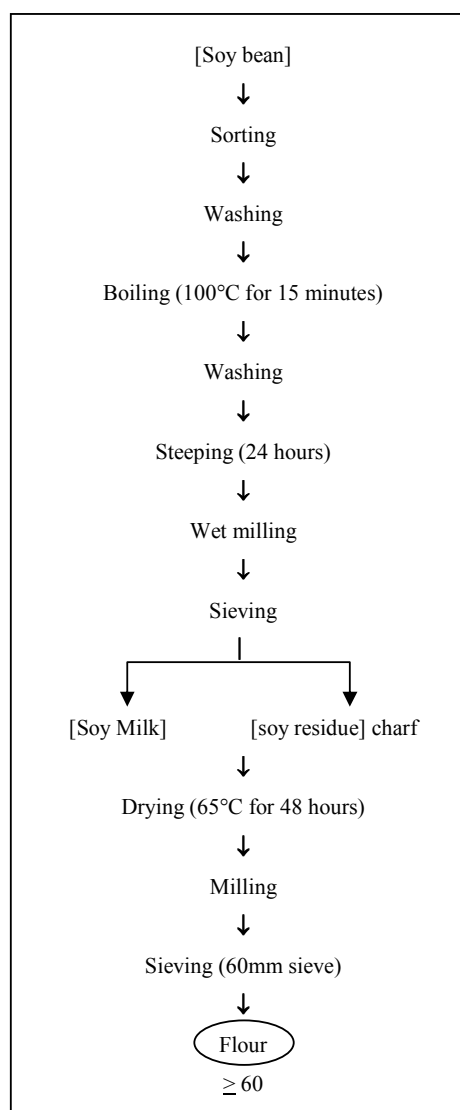 [Soy bean]
↓
Sorting
↓
Washing
↓
Boiling (100°C for 15 minutes)
↓
Washing
↓
Steeping (24 hours)
↓
Wet milling
↓
Sieving
[Soy Milk] [soy residue] charf
↓
Drying (65°C for 48 hours)
↓
Milling
↓
Sieving (60mm sieve)
↓
Flour
≥ 60